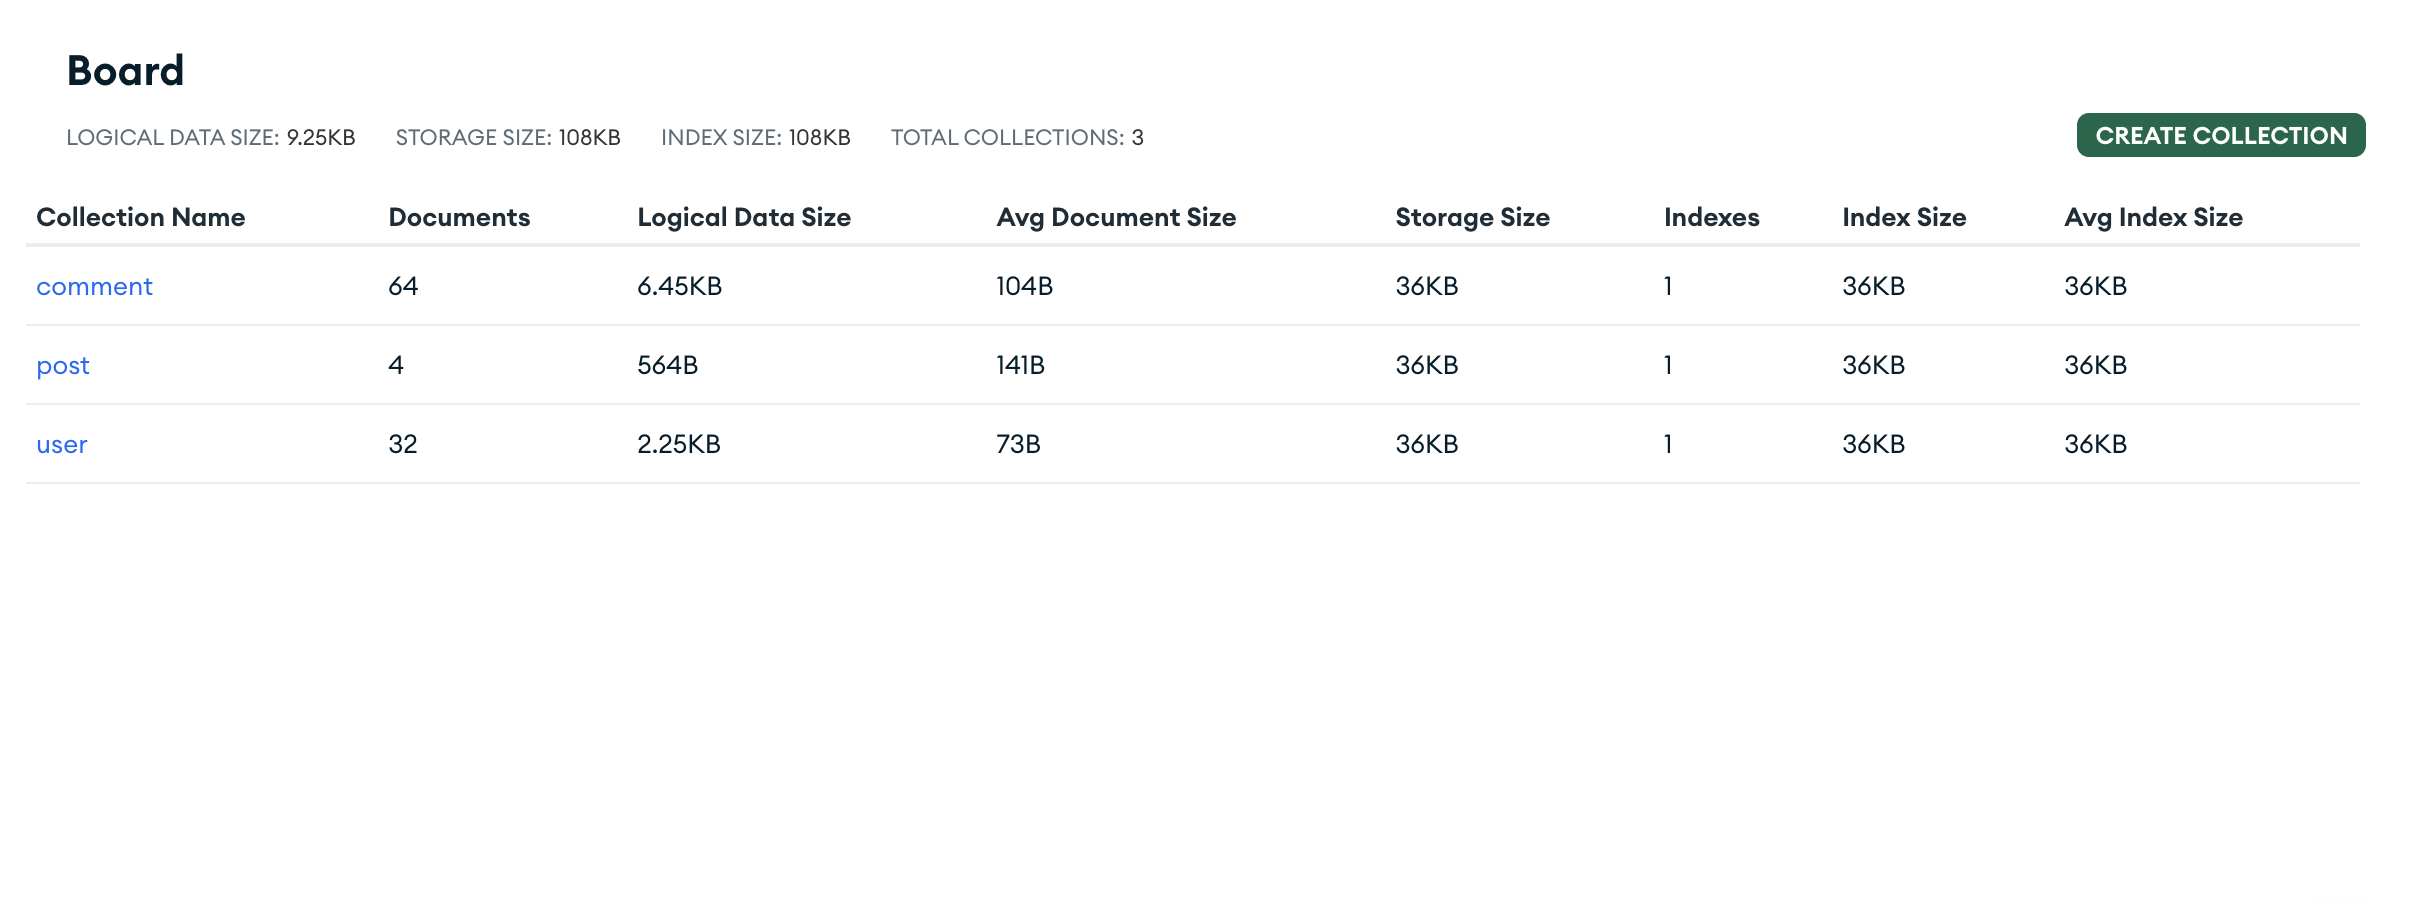 Board
LOGICAL DATA SIZE: 9.25KB STORAGE SIZE: 108KB INDEX SIZE: 108KB TOTAL COLLECTIONS: 3
CREATE COLLECTION
Collection Name Documents Logical Data Size Avg Document Size Storage Size Indexes Index Size Avg Index Size
comment 64 6.45KB 104B 36KB 1 36KB 36KB
post 4 564B 141B 36KB 1 36KB 36KB
user 32 2.25KB 73B 36KB 1 36KB 36KB